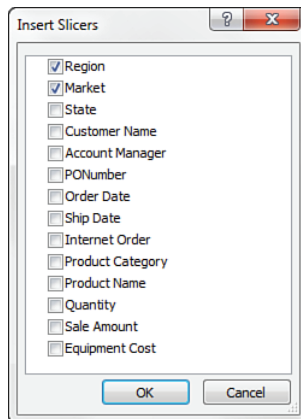 Insert Slicers
Region
Market
State
Customer Name
Account Manager
PONumber
Order Date
Ship Date
Internet Order
Product Category
Product Name
Quantity
Sale Amount
Equipment Cost
OK Cancel